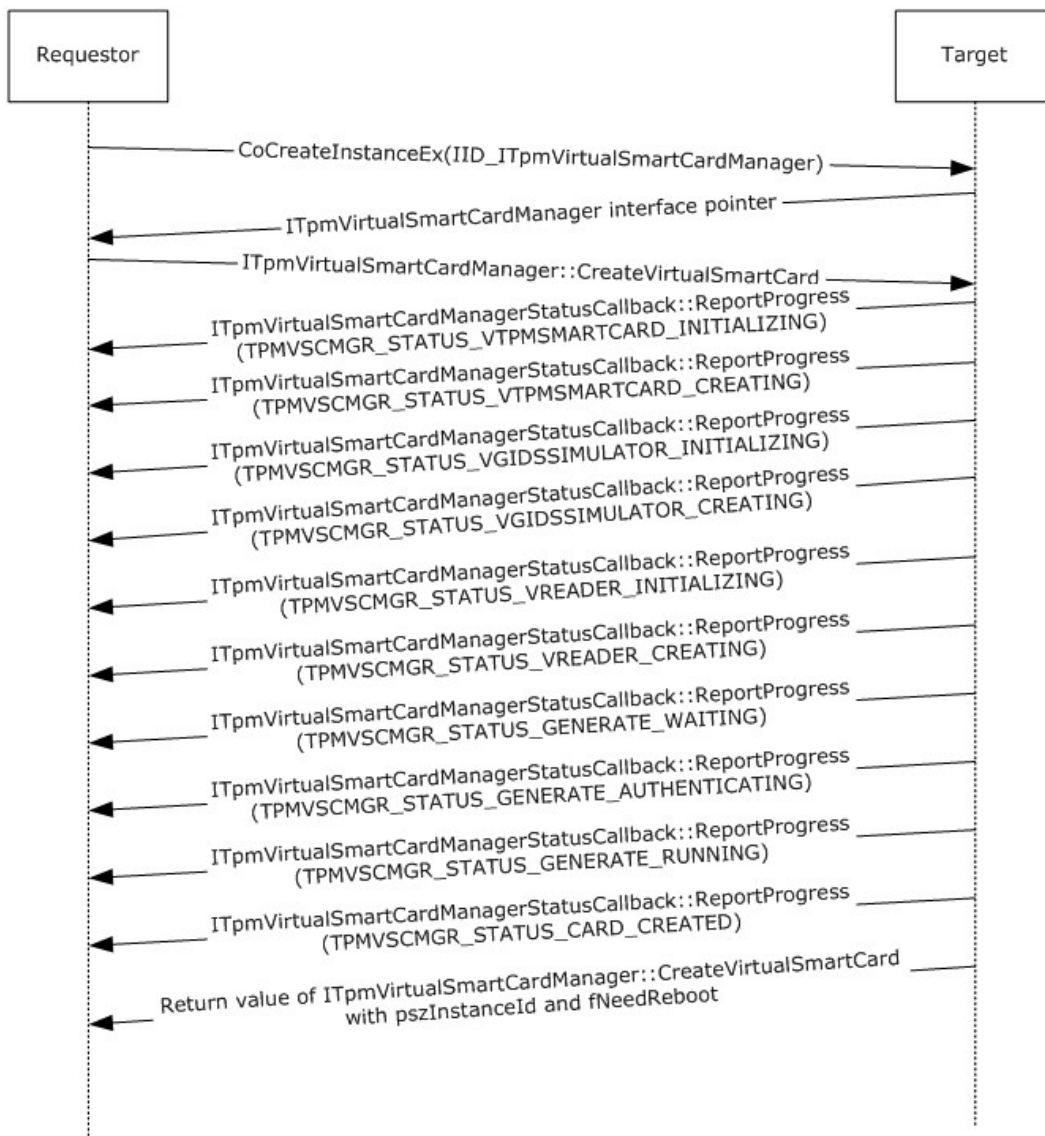 Requestor
Target
CoCreateInstanceEx(IID_ITpmVirtualSmartCardManager)
ITpmVirtualSmartCardManager interface pointer
ITpmVirtualSmartCardManager::CreateVirtualSmartCard
ITpmVirtualSmartCardManagerStatusCallback::ReportProgress
(TPMVSCMGR_STATUS_VTPMSMARTCARD_INITIALIZING)
ITpmVirtualSmartCardManagerStatusCallback::ReportProgress
(TPMVSCMGR_STATUS_VTPMSMARTCARD_CREATING)
ITpmVirtualSmartCardManagerStatusCallback::ReportProgress
(TPMVSCMGR_STATUS_VGIDSSIMULATOR_INITIALIZING)
ITpmVirtualSmartCardManagerStatusCallback::ReportProgress
(TPMVSCMGR_STATUS_VGIDSSIMULATOR_CREATING)
ITpmVirtualSmartCardManagerStatusCallback::ReportProgress
(TPMVSCMGR_STATUS_VREADER_INITIALIZING)
ITpmVirtualSmartCardManagerStatusCallback::ReportProgress
(TPMVSCMGR_STATUS_VREADER_CREATING)
ITpmVirtualSmartCardManagerStatusCallback::ReportProgress
(TPMVSCMGR_STATUS_GENERATE_WAITING)
ITpmVirtualSmartCardManagerStatusCallback::ReportProgress
(TPMVSCMGR_STATUS_GENERATE_AUTHENTICATING)
ITpmVirtualSmartCardManagerStatusCallback::ReportProgress
(TPMVSCMGR_STATUS_GENERATE_RUNNING)
ITpmVirtualSmartCardManagerStatusCallback::ReportProgress
(TPMVSCMGR_STATUS_CARD_CREATED)
Return value of ITpmVirtualSmartCardManager::CreateVirtualSmartCard
with pszInstanceId and fNeedReboot